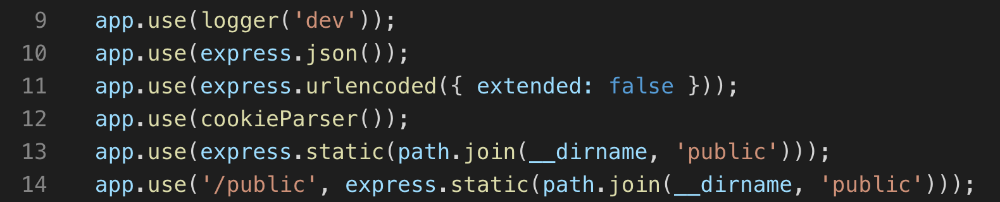 9 app.use(logger('dev'));
10 app.use(express.json());
11 app.use(express.urlencoded({ extended: false }));
12 app.use(cookieParser());
13 app.use(express.static(path.join(__dirname, 'public')));
14 app.use('/public', express.static(path.join(__dirname, 'public')));